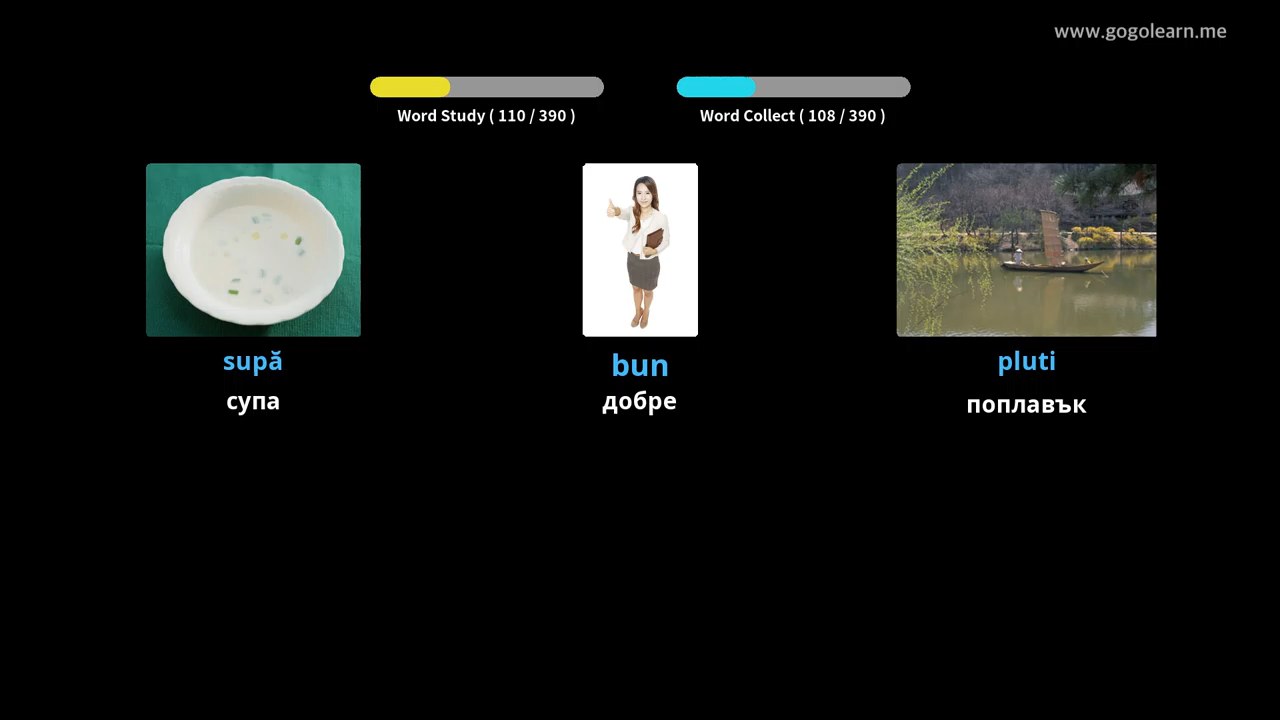 www.gogolearn.me
Word Study ( 110 / 390 )
Word Collect ( 108 / 390 )
supă
bun
pluti
супа
добре
поплавък